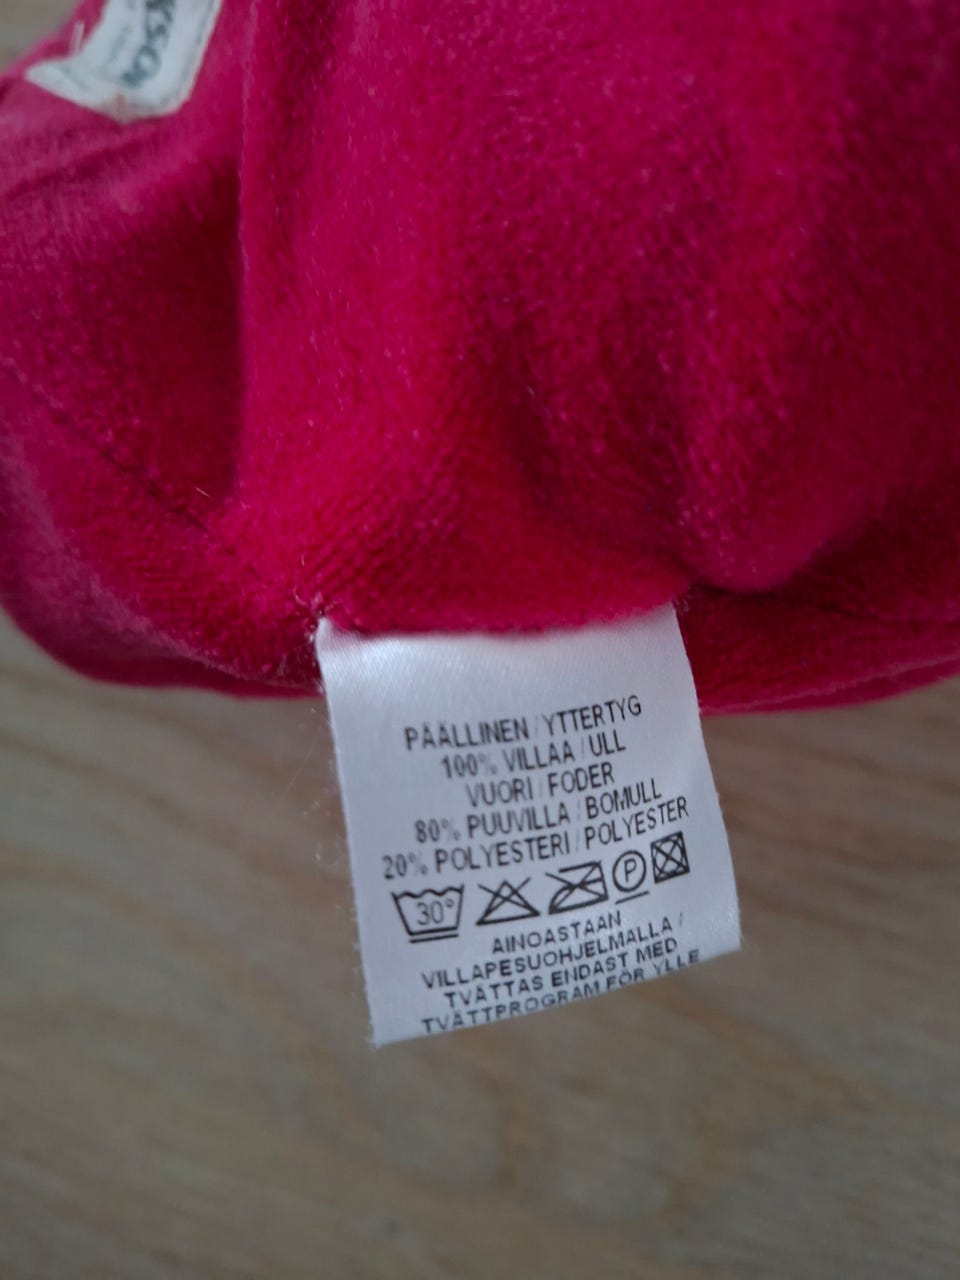 PÄÄLLINEN / YTTERTYG
100% VILLAA / ULL
VUORI / FODER
80% PUUVILLA / BOMULL
20% POLYESTERI / POLYESTER
30° P
AINOASTAAN
VILLAPESUOHJELMALLA /
TVÄTTAS ENDAST MED
TVÄTTPROGRAM FÖR YLLE